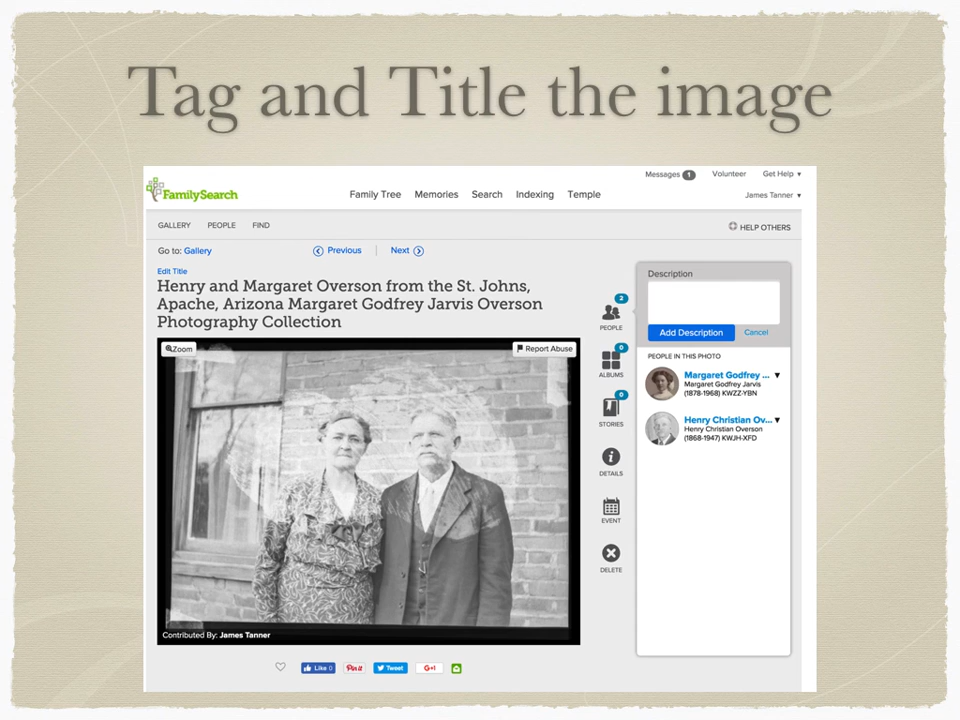 Tag and Title the image
Messages 1 Volunteer Get Help ▼
FamilySearch
Family Tree Memories Search Indexing Temple
James Tanner ▼
GALLERY PEOPLE FIND
HELP OTHERS
Go to: Gallery
Previous | Next
Edit Title
Henry and Margaret Overson from the St. Johns,
Apache, Arizona Margaret Godfrey Jarvis Overson
Photography Collection
Zoom
Report Abuse
Contributed By: James Tanner
Like 0
Pin it
Tweet
G+1
2
PEOPLE
0
ALBUMS
0
STORIES
DETAILS
EVENT
DELETE
Description
Add Description Cancel
PEOPLE IN THIS PHOTO
Margaret Godfrey ... ▼
Margaret Godfrey Jarvis
(1878-1968) KWZZ-YBN
Henry Christian Ov... ▼
Henry Christian Overson
(1868-1947) KWJH-XFD